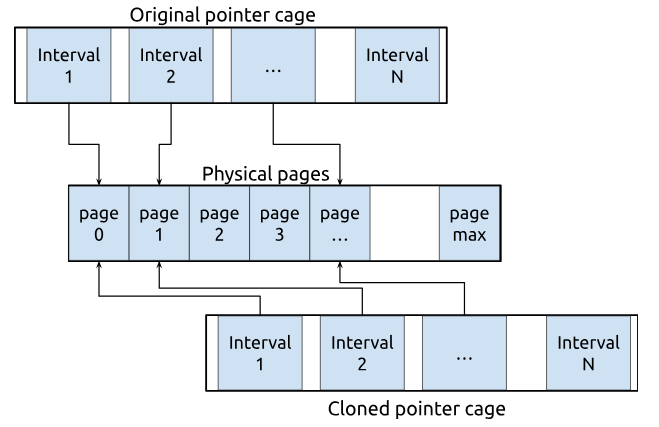 Original pointer cage
Interval
1
Interval
2
...
Interval
N
Physical pages
page
0
page
1
page
2
page
3
page
...
page
max
Interval
1
Interval
2
...
Interval
N
Cloned pointer cage